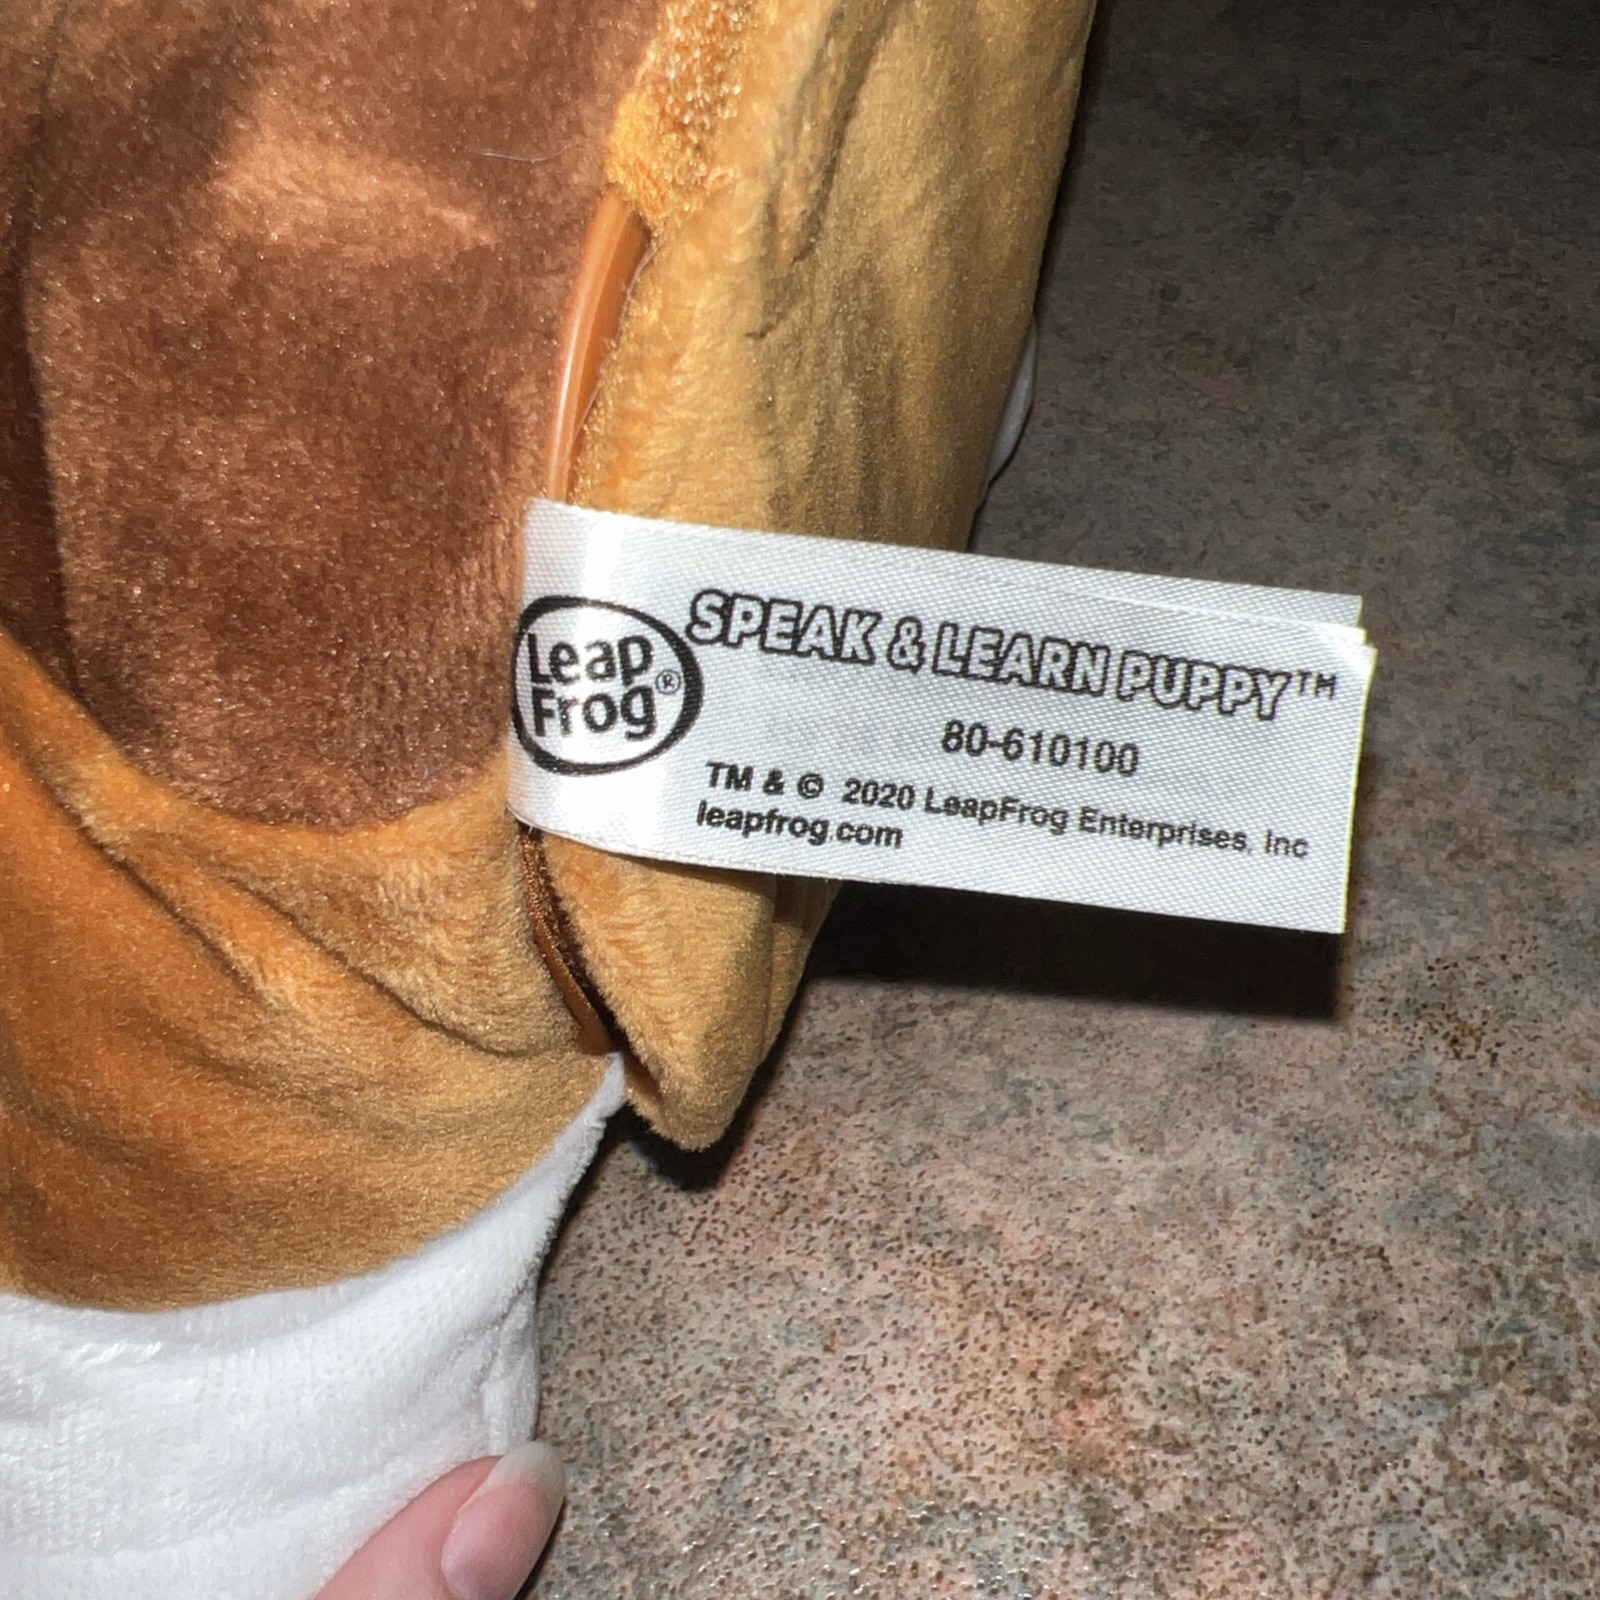 Leap
Frog®
SPEAK & LEARN PUPPY™
80-610100
TM & © 2020 LeapFrog Enterprises, Inc
leapfrog.com